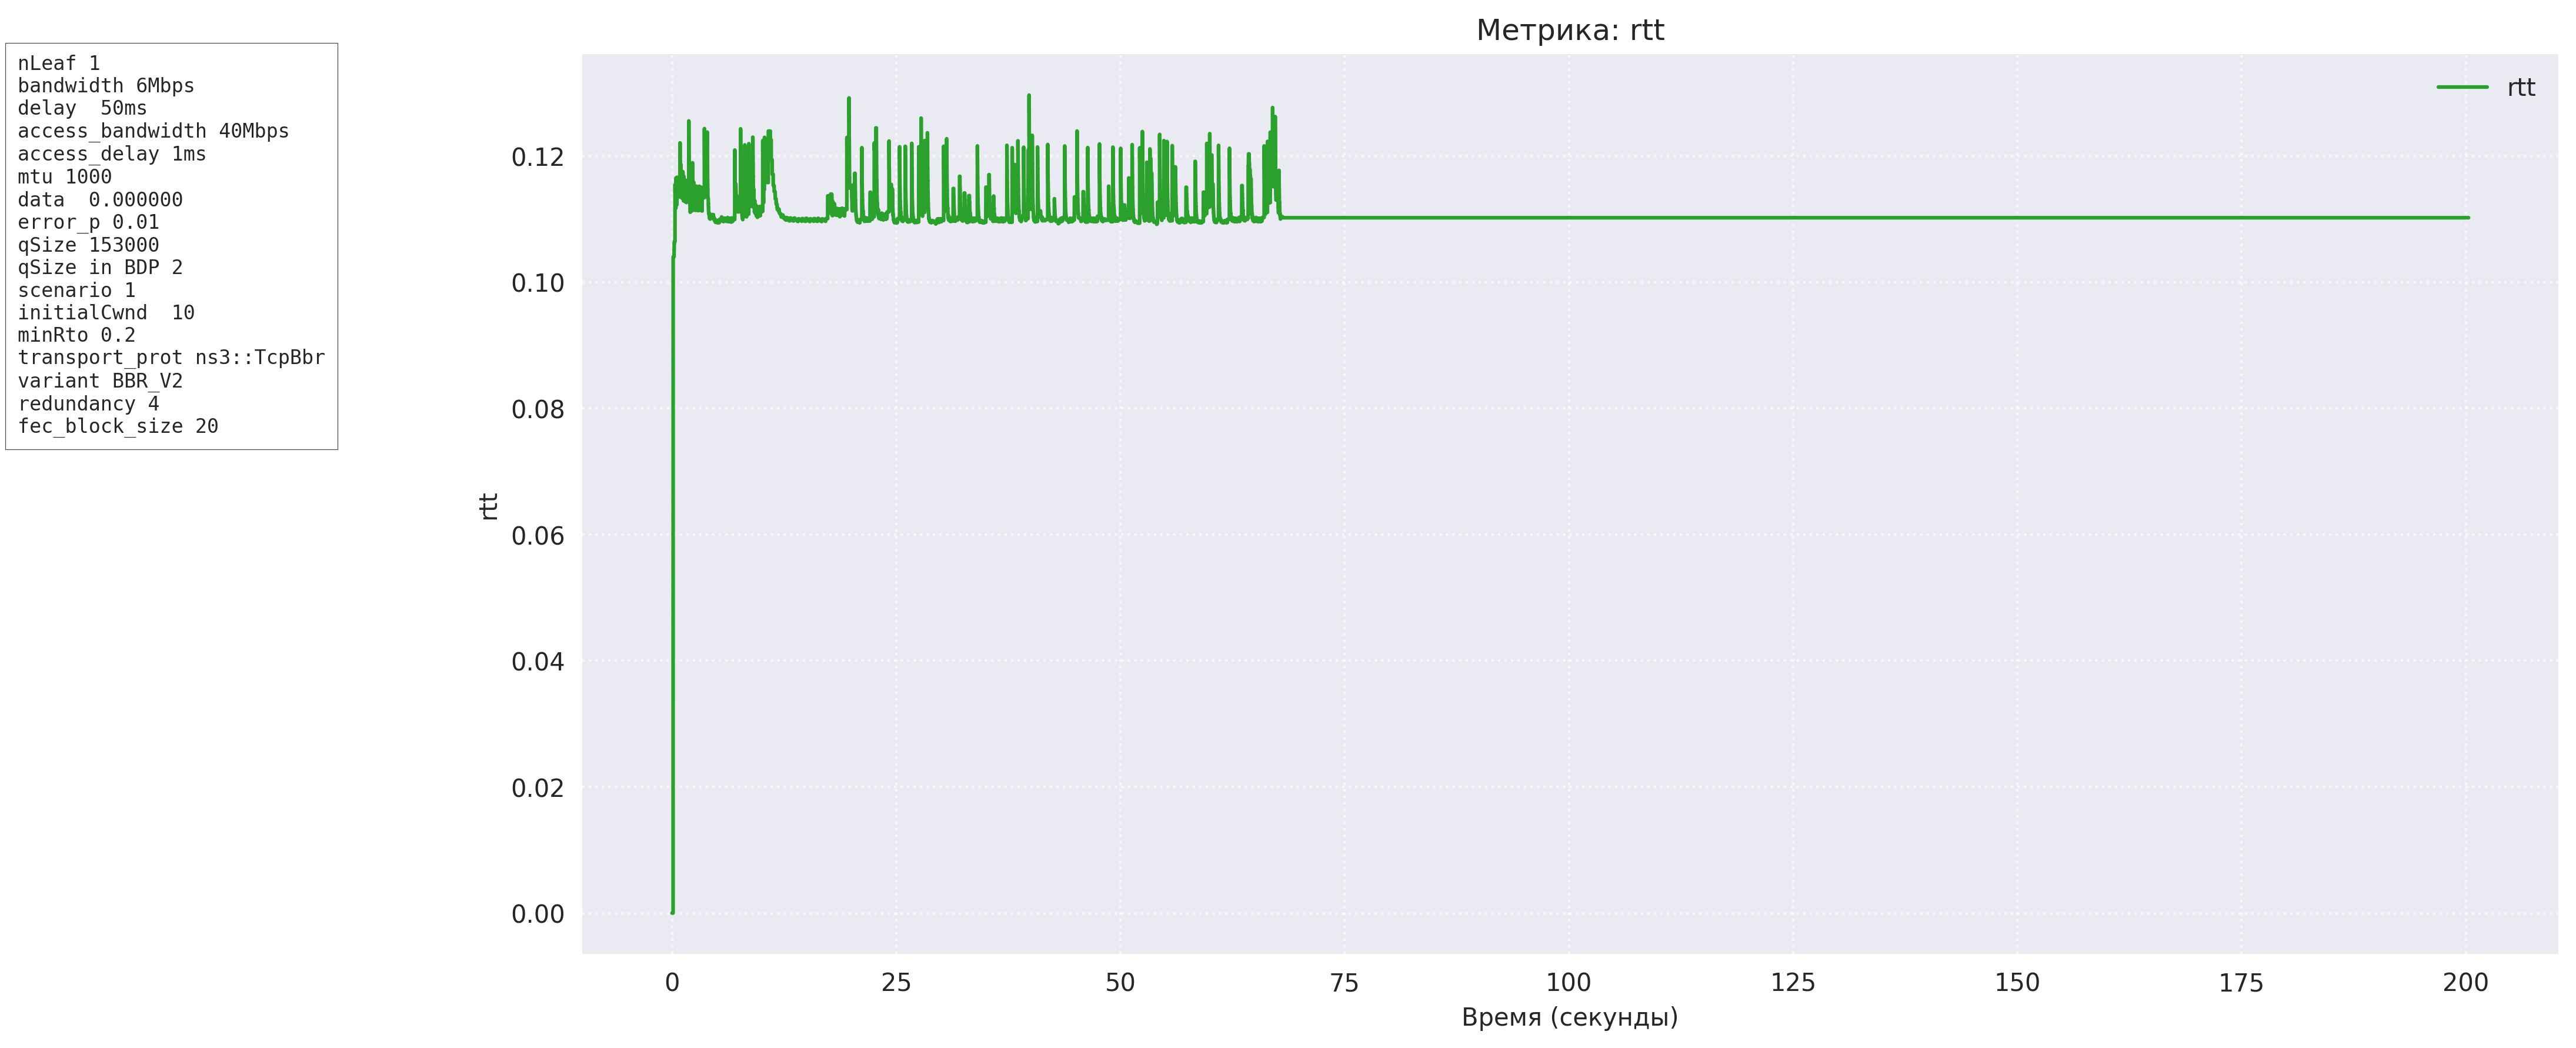 Метрика: rtt
nLeaf 1
bandwidth 6Mbps
delay  50ms
access_bandwidth 40Mbps
access_delay 1ms
mtu 1000
data  0.000000
error_p 0.01
qSize 153000
qSize in BDP 2
scenario 1
initialCwnd  10
minRto 0.2
transport_prot ns3::TcpBbr
variant BBR_V2
redundancy 4
fec_block_size 20
rtt
rtt
0.12
0.10
0.08
0.06
0.04
0.02
0.00
0 25 50 75 100 125 150 175 200
Время (секунды)